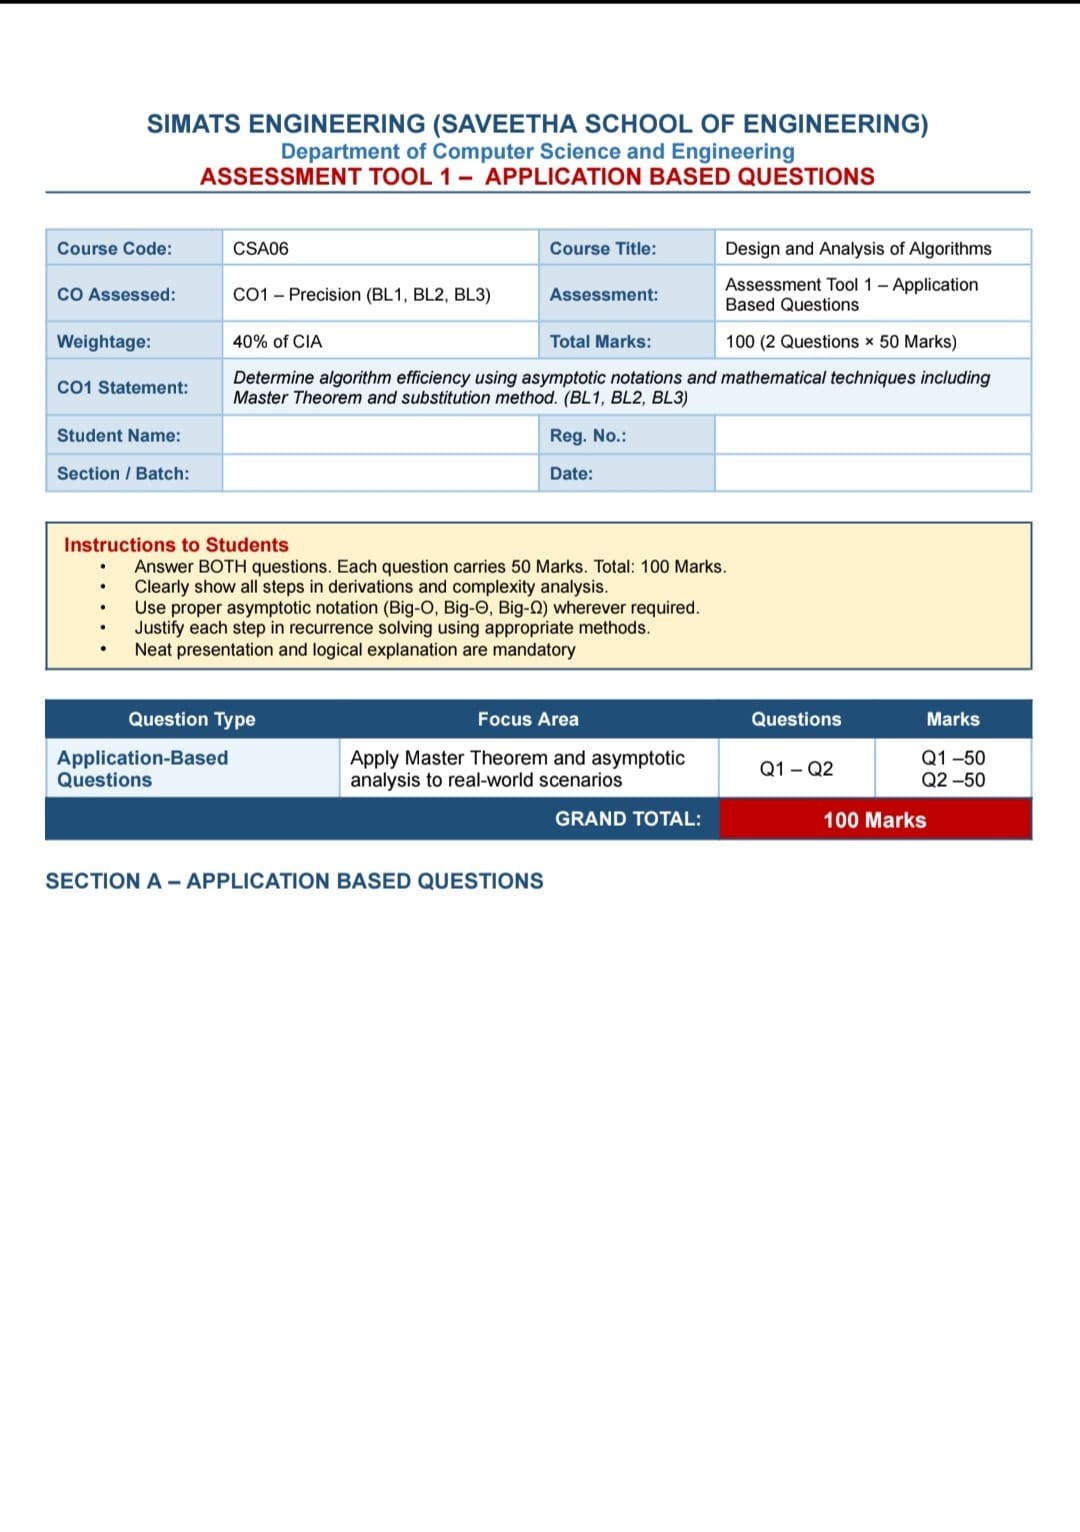 SIMATS ENGINEERING (SAVEETHA SCHOOL OF ENGINEERING)
Department of Computer Science and Engineering
ASSESSMENT TOOL 1 – APPLICATION BASED QUESTIONS
Course Code: CSA06 Course Title: Design and Analysis of Algorithms
CO Assessed: CO1 – Precision (BL1, BL2, BL3) Assessment: Assessment Tool 1 – Application
Based Questions
Weightage: 40% of CIA Total Marks: 100 (2 Questions × 50 Marks)
CO1 Statement: Determine algorithm efficiency using asymptotic notations and mathematical techniques including
Master Theorem and substitution method. (BL1, BL2, BL3)
Student Name: Reg. No.:
Section / Batch: Date:
Instructions to Students
• Answer BOTH questions. Each question carries 50 Marks. Total: 100 Marks.
• Clearly show all steps in derivations and complexity analysis.
• Use proper asymptotic notation (Big-O, Big-Θ, Big-Ω) wherever required.
• Justify each step in recurrence solving using appropriate methods.
• Neat presentation and logical explanation are mandatory
Question Type Focus Area Questions Marks
Application-Based Apply Master Theorem and asymptotic Q1 – Q2 Q1 –50
Questions analysis to real-world scenarios Q2 –50
GRAND TOTAL: 100 Marks
SECTION A – APPLICATION BASED QUESTIONS